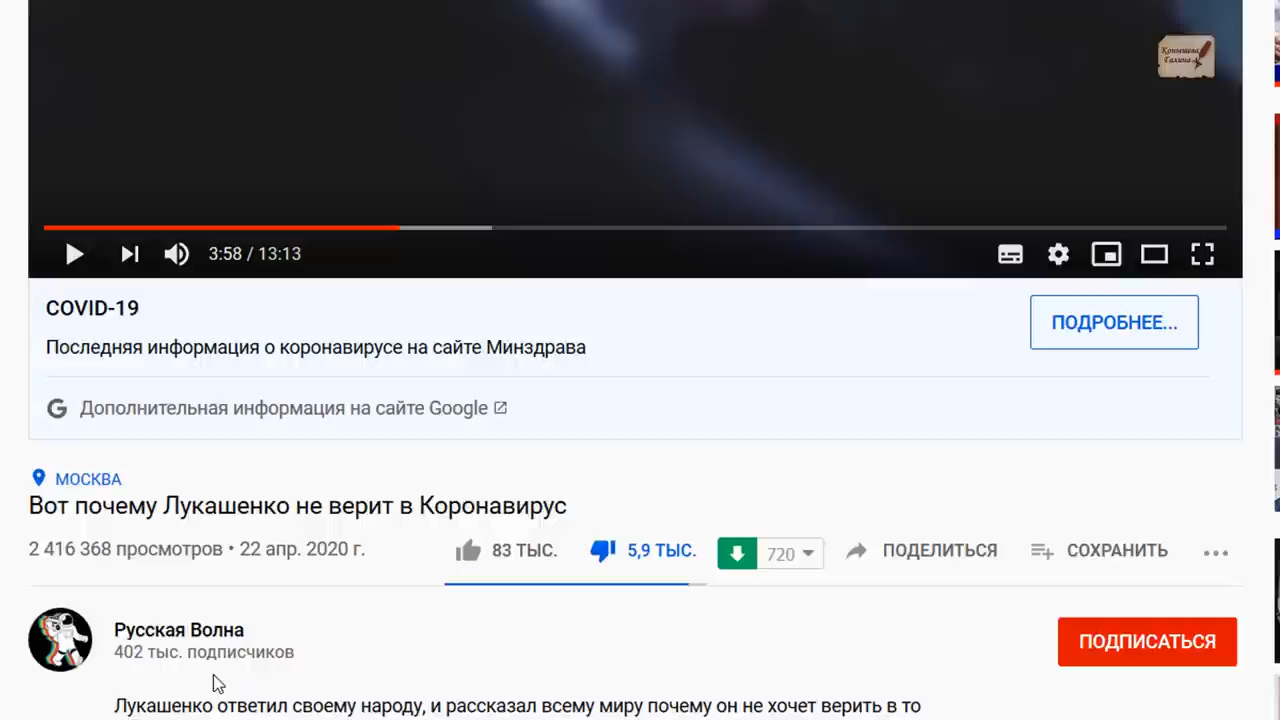 Конышева
Галина
3:58 / 13:13
COVID-19
ПОДРОБНЕЕ...
Последняя информация о коронавирусе на сайте Минздрава
Дополнительная информация на сайте Google
МОСКВА
Вот почему Лукашенко не верит в Коронавирус
2 416 368 просмотров • 22 апр. 2020 г.
83 ТЫС.
5,9 ТЫС.
720
ПОДЕЛИТЬСЯ
СОХРАНИТЬ
Русская Волна
402 тыс. подписчиков
ПОДПИСАТЬСЯ
Лукашенко ответил своему народу, и рассказал всему миру почему он не хочет верить в то